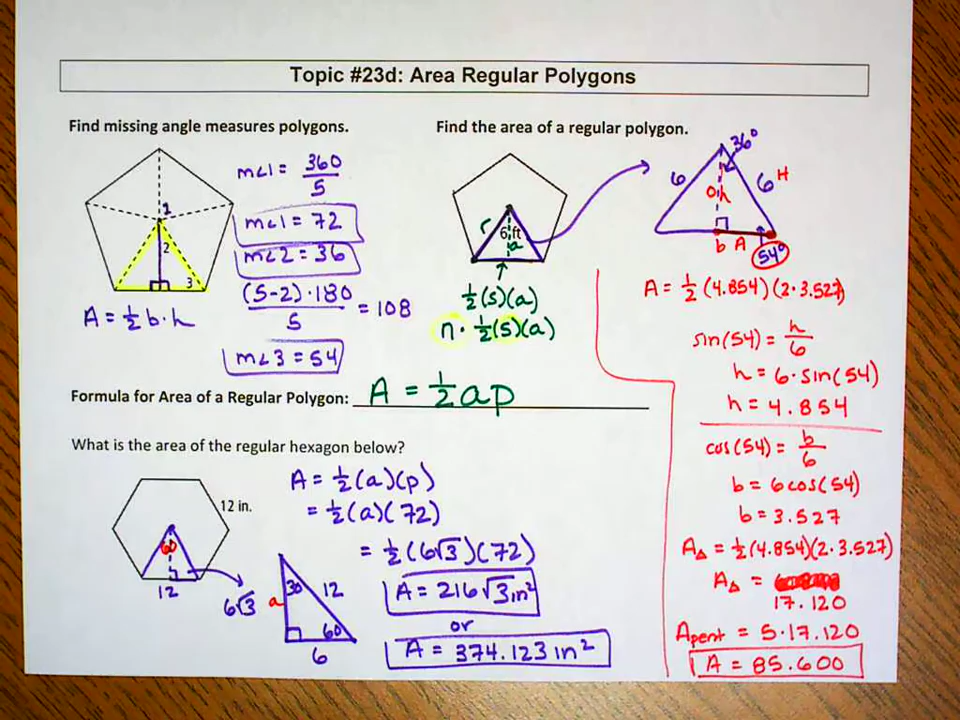 Topic #23d: Area Regular Polygons
Find missing angle measures polygons.
1
2
3
A = ½ b·h
m∠1 = 360/5
m∠1 = 72
m∠2 = 36
(5-2)·180/5 = 108
m∠3 = 54
Find the area of a regular polygon.
r
6 ft
a
½(s)(a)
n · ½(s)(a)
36°
6
h
6 H
b A
54°
A = ½(4.854)(2·3.527)
sin(54) = h/6
h = 6·sin(54)
h = 4.854
cos(54) = b/6
b = 6cos(54)
b = 3.527
A△ = ½(4.854)(2·3.527)
A△ =
17.120
Apent = 5·17.120
A = 85.600
Formula for Area of a Regular Polygon: A = ½ap
What is the area of the regular hexagon below?
12 in.
60
12
A = ½(a)(p)
= ½(a)(72)
= ½(6√3)(72)
A = 216√3 in²
or
A = 374.123 in²
6√3 a
30
12
60
6